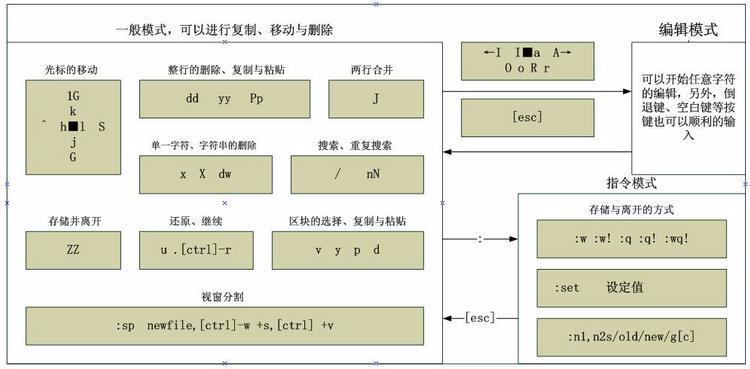 一般模式，可以进行复制、移动与删除
光标的移动
1G
k
^ h■l S
j
G
整行的删除、复制与粘贴
dd yy Pp
两行合并
J
单一字符、字符串的删除
x X dw
搜索、重复搜索
/ nN
存储并离开
ZZ
还原、继续
u .[ctrl]-r
区块的选择、复制与粘贴
v y p d
视窗分割
:sp newfile,[ctrl]-w +s,[ctrl] +v
←I I■a A→
O o R r
[esc]
编辑模式
可以开始任意字符
的编辑，另外，倒
退键、空白键等按
键也可以顺利的输
入
:
[esc]
指令模式
存储与离开的方式
:w :w! :q :q! :wq!
:set 设定值
:n1,n2s/old/new/g[c]